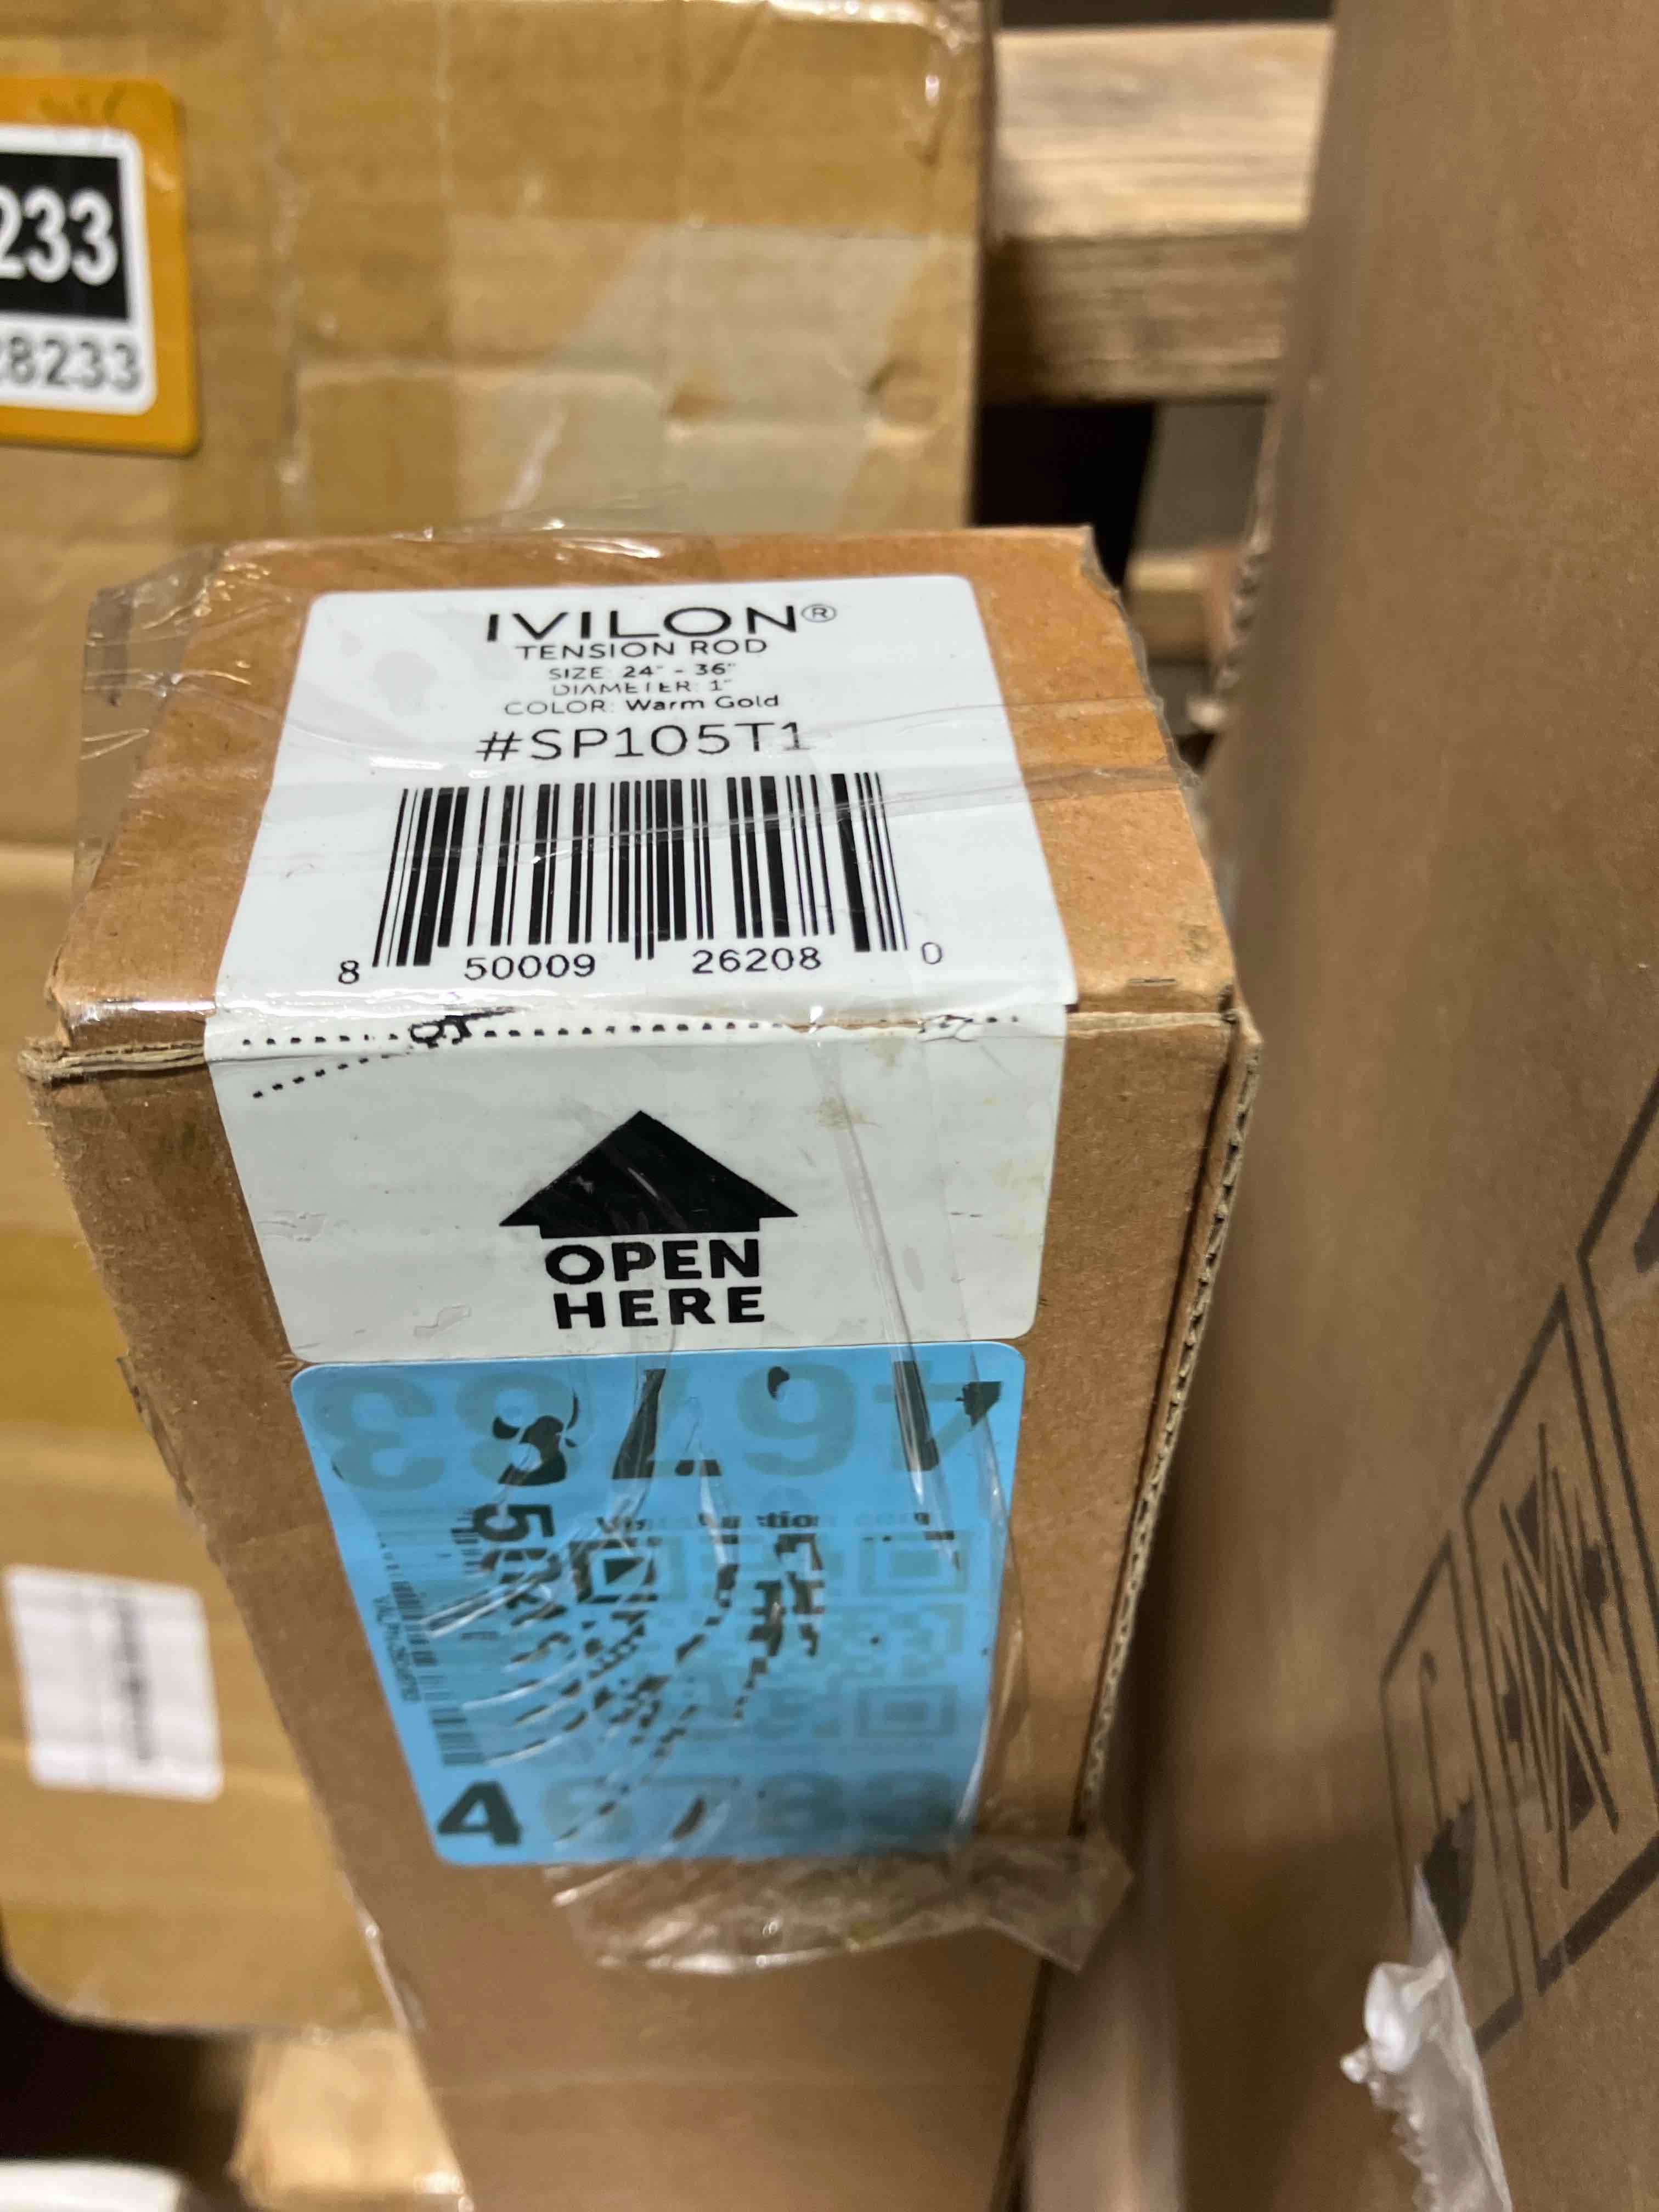 233
8233
IVILON®
TENSION ROD
SIZE: 24" - 36"
DIAMETER: 1"
COLOR: Warm Gold
#SP105T1
8 50009 26208 0
OPEN
HERE
46783
4